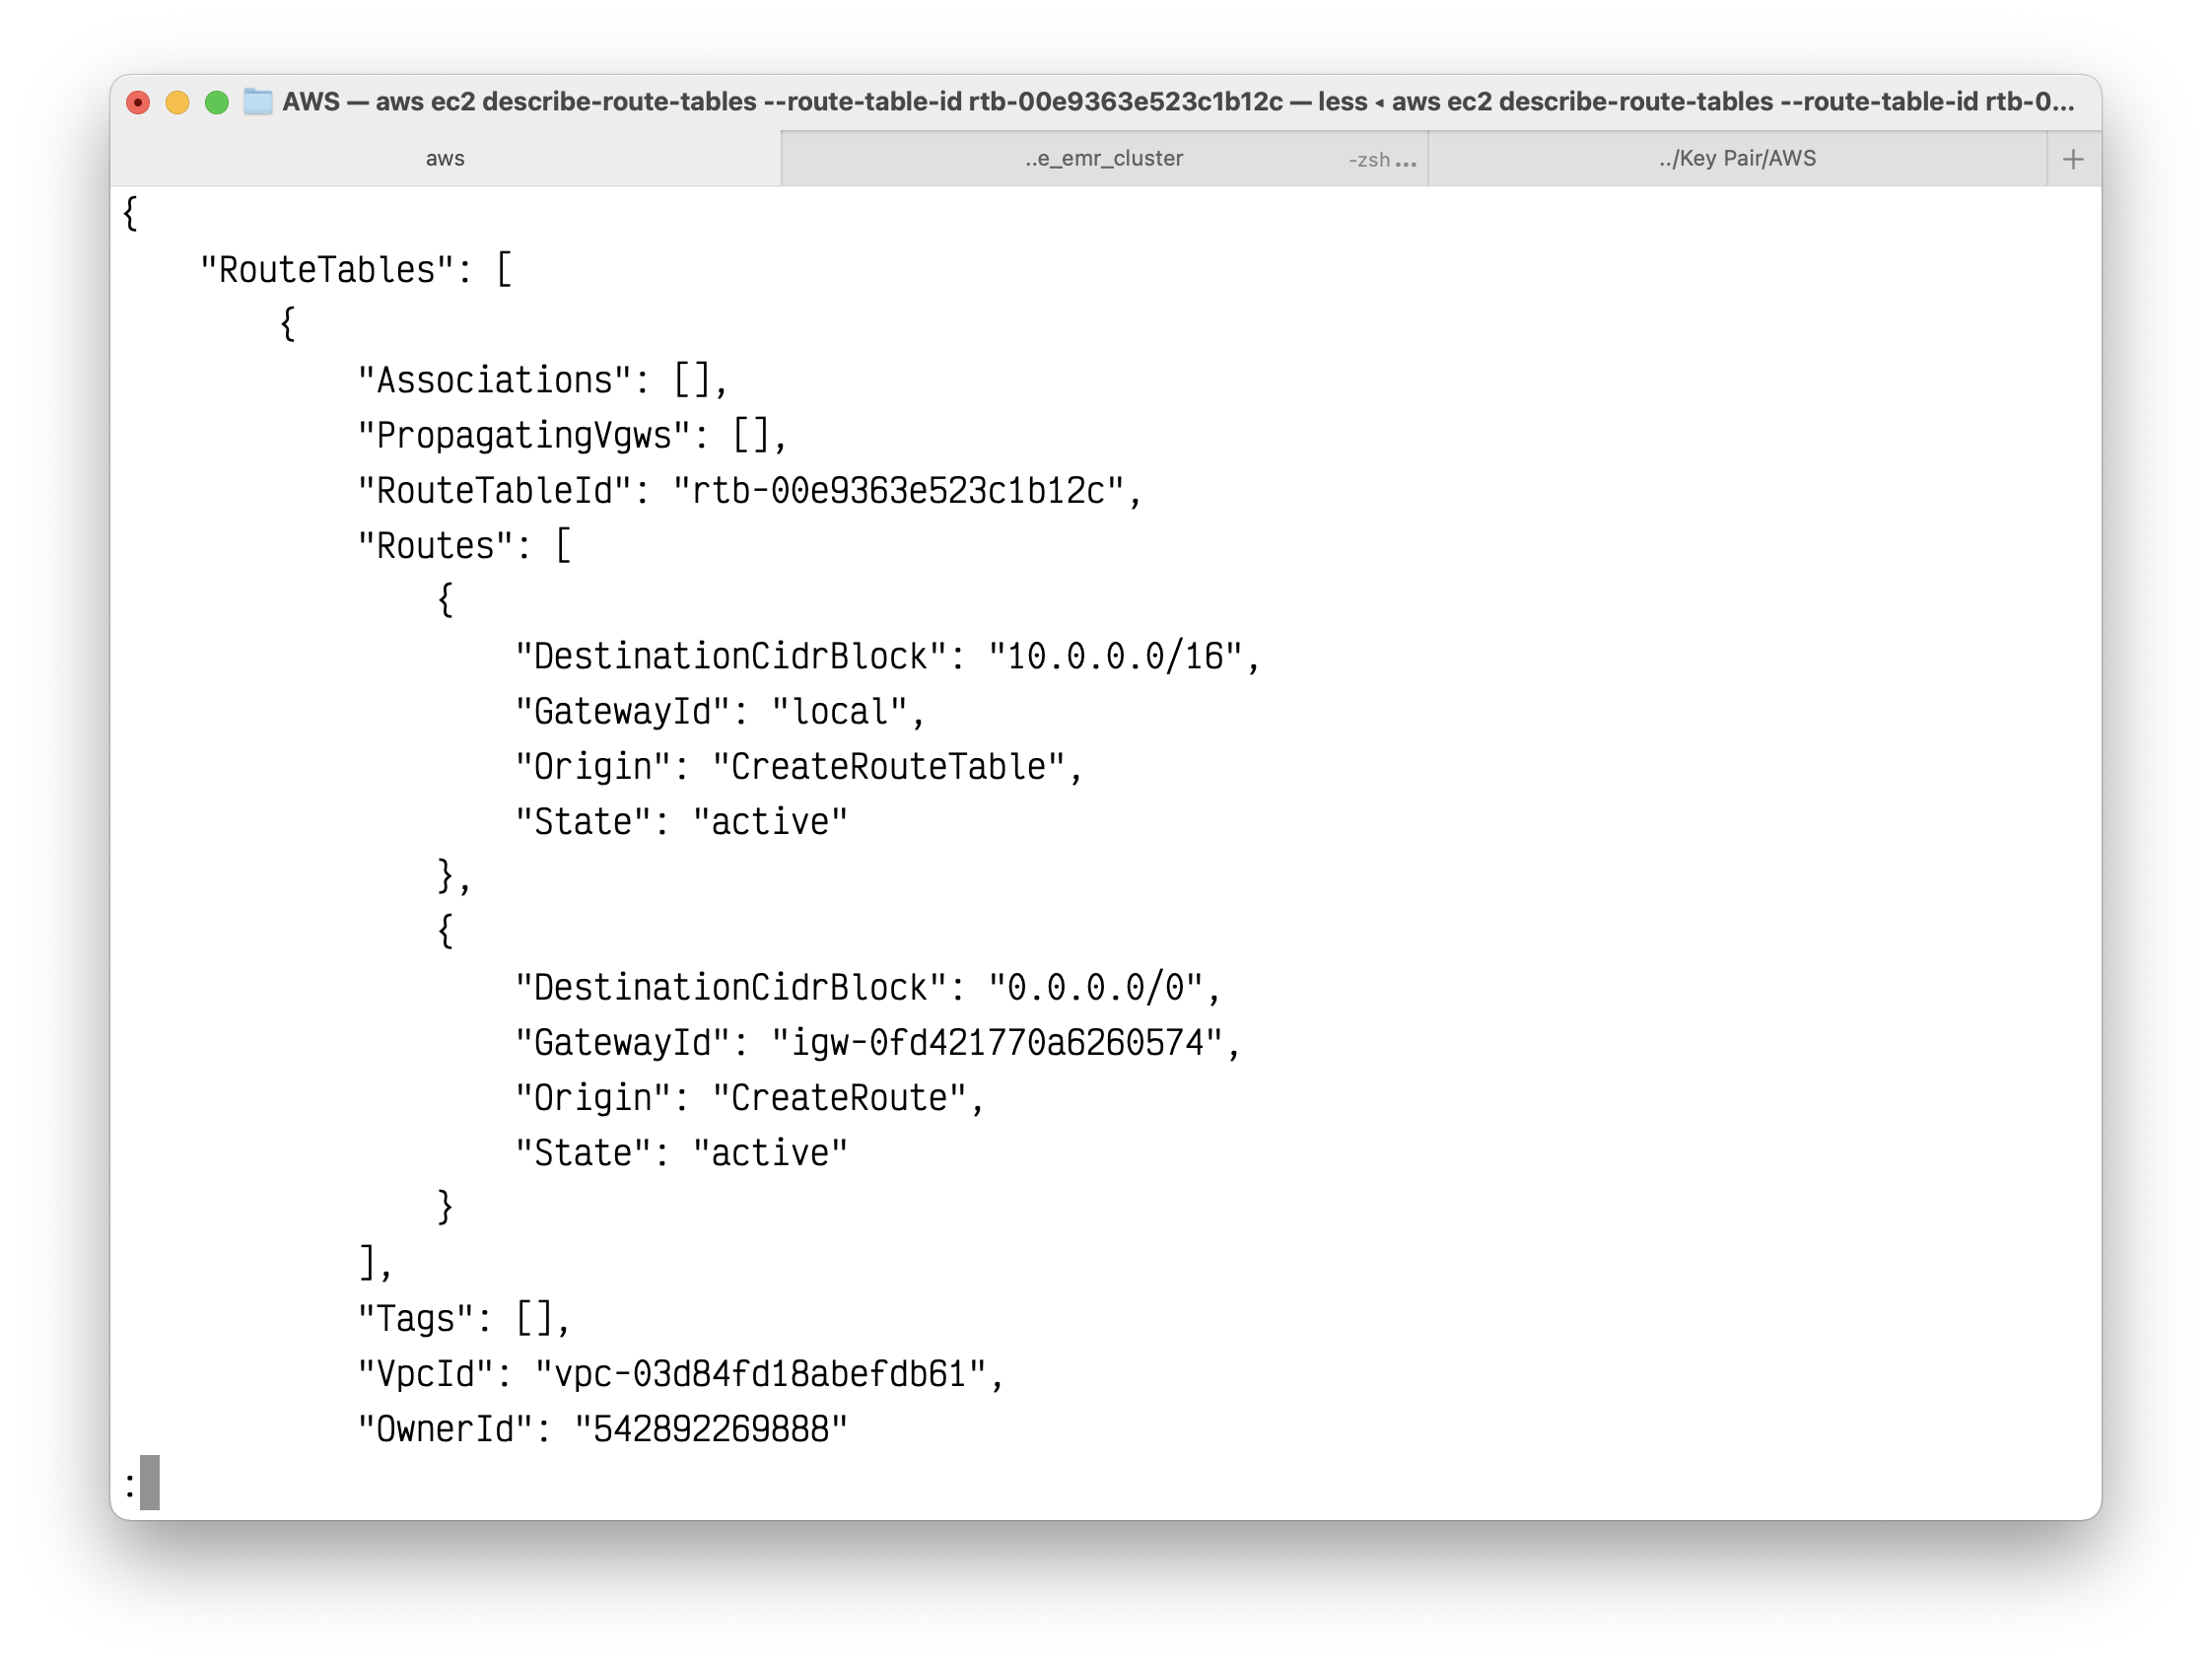 AWS — aws ec2 describe-route-tables --route-table-id rtb-00e9363e523c1b12c — less ◂ aws ec2 describe-route-tables --route-table-id rtb-0...
aws
..e_emr_cluster
-zsh ...
../Key Pair/AWS
+
{
    "RouteTables": [
        {
            "Associations": [],
            "PropagatingVgws": [],
            "RouteTableId": "rtb-00e9363e523c1b12c",
            "Routes": [
                {
                    "DestinationCidrBlock": "10.0.0.0/16",
                    "GatewayId": "local",
                    "Origin": "CreateRouteTable",
                    "State": "active"
                },
                {
                    "DestinationCidrBlock": "0.0.0.0/0",
                    "GatewayId": "igw-0fd421770a6260574",
                    "Origin": "CreateRoute",
                    "State": "active"
                }
            ],
            "Tags": [],
            "VpcId": "vpc-03d84fd18abefdb61",
            "OwnerId": "542892269888"
: